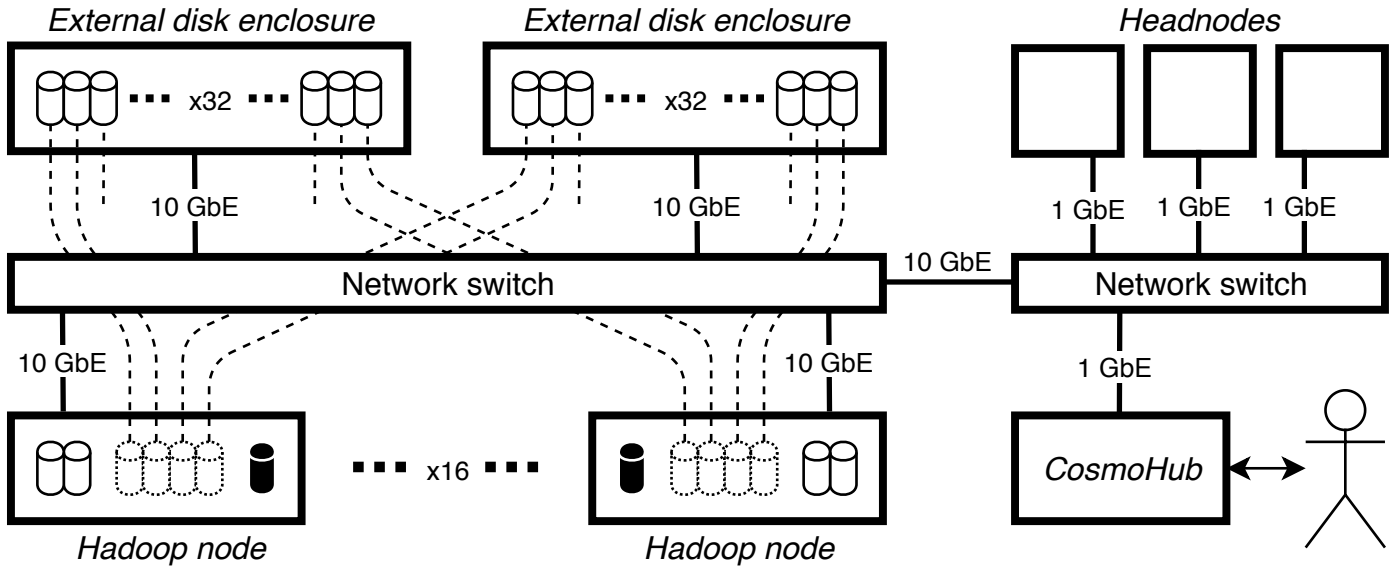 External disk enclosure
External disk enclosure
Headnodes
x32
x32
10 GbE
10 GbE
1 GbE
1 GbE
1 GbE
Network switch
10 GbE
Network switch
10 GbE
10 GbE
1 GbE
x16
CosmoHub
Hadoop node
Hadoop node